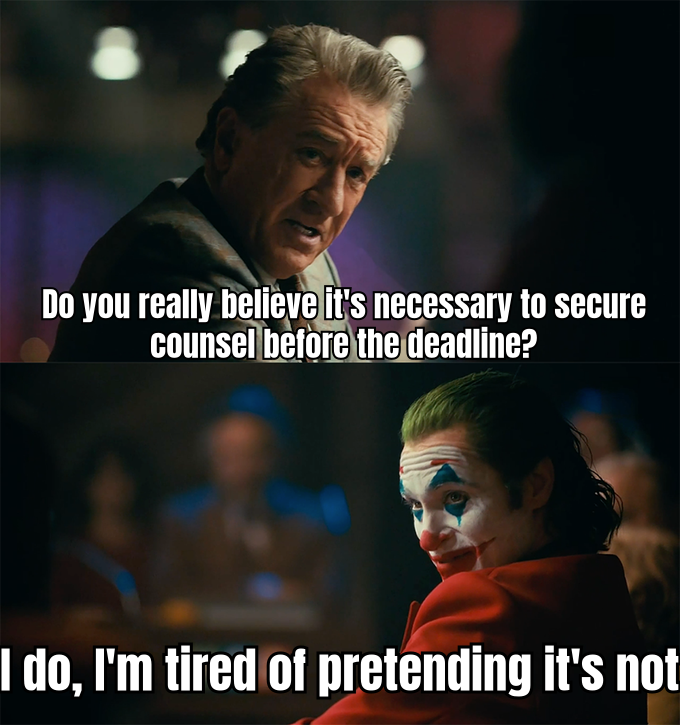 Do you really believe it's necessary to secure
counsel before the deadline?
I do, I'm tired of pretending it's not